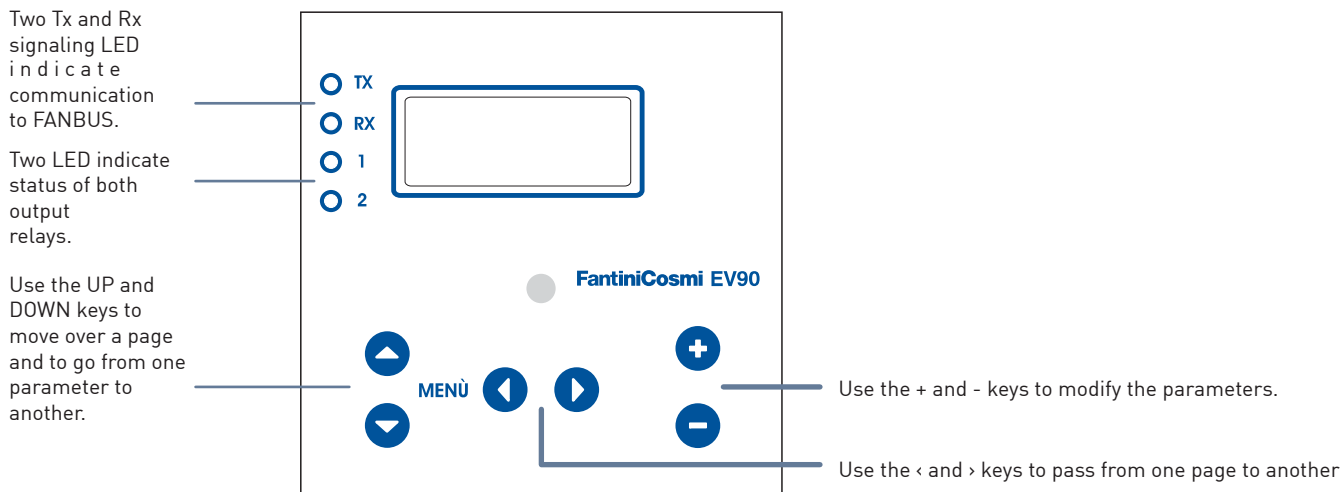 Two Tx and Rx
signaling LED
i n d i c a t e
communication
to FANBUS.
Two LED indicate
status of both
output
relays.
Use the UP and
DOWN keys to
move over a page
and to go from one
parameter to
another.
TX
RX
1
2
FantiniCosmi EV90
MENÙ
Use the + and - keys to modify the parameters.
Use the ‹ and › keys to pass from one page to another